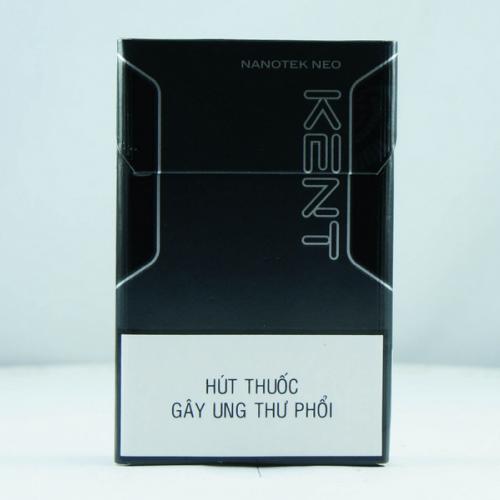 NANOTEK NEO
KENT
HÚT THUỐC
GÂY UNG THƯ PHỔI